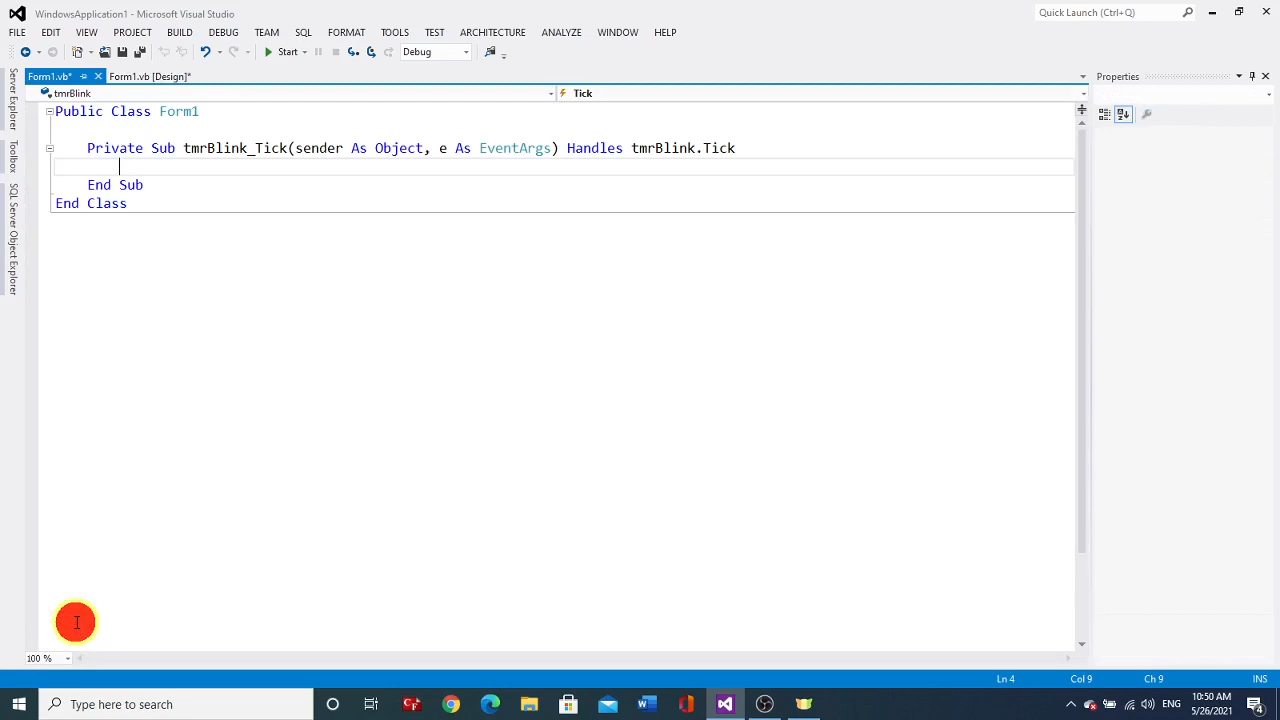 WindowsApplication1 - Microsoft Visual Studio
Quick Launch (Ctrl+Q)
FILE EDIT VIEW PROJECT BUILD DEBUG TEAM SQL FORMAT TOOLS TEST ARCHITECTURE ANALYZE WINDOW HELP
Start Debug
Form1.vb* Form1.vb [Design]*
Properties
tmrBlink Tick
Server Explorer
Toolbox
SQL Server Object Explorer
Public Class Form1
Private Sub tmrBlink_Tick(sender As Object, e As EventArgs) Handles tmrBlink.Tick
End Sub
End Class
100 %
Ln 4 Col 9 Ch 9 INS
Type here to search
CF
ENG
10:50 AM
5/26/2021